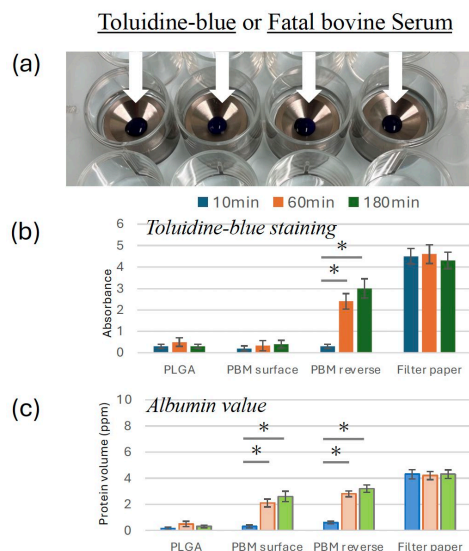 Toluidine-blue or Fatal bovine Serum
(a)
10min 60min 180min
(b)
Toluidine-blue staining
Absorbance
6
5
4
3
2
1
0
*
*
PLGA PBM surface PBM reverse Filter paper
(c)
Albumin value
Protein volume (ppm)
10
8
6
4
2
0
*
*
*
*
PLGA PBM surface PBM reverse Filter paper